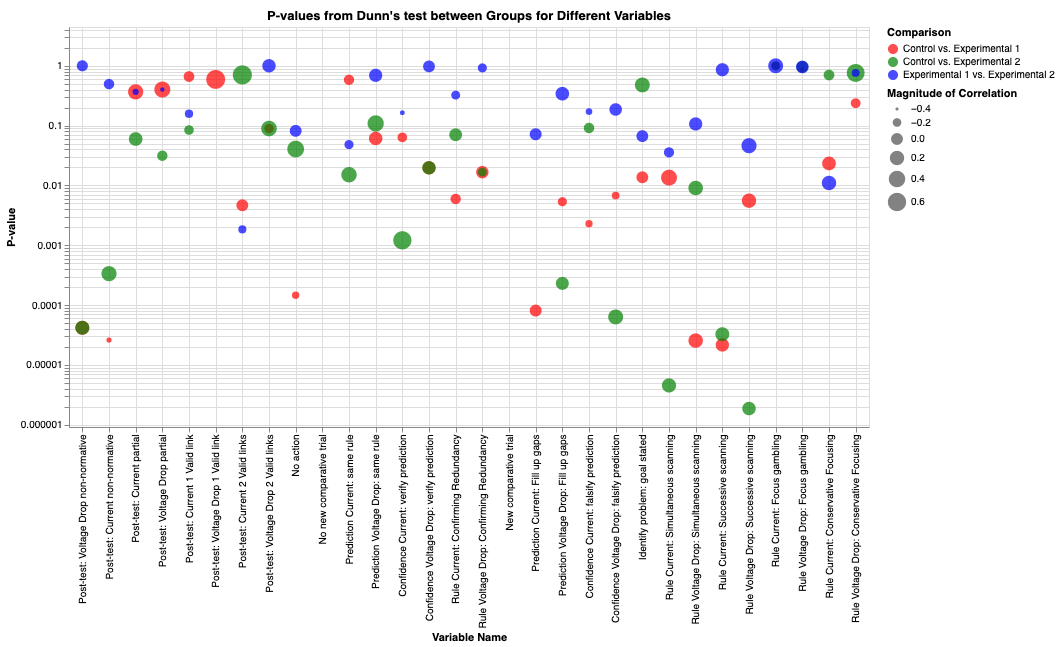 P-values from Dunn's test between Groups for Different Variables
Comparison
Control vs. Experimental 1
Control vs. Experimental 2
Experimental 1 vs. Experimental 2
Magnitude of Correlation
−0.4
−0.2
0.0
0.2
0.4
0.6
P-value
1
0.1
0.01
0.001
0.0001
0.00001
0.000001
Post-test: Voltage Drop non-normative
Post-test: Current non-normative
Post-test: Current partial
Post-test: Voltage Drop partial
Post-test: Current 1 Valid link
Post-test: Voltage Drop 1 Valid link
Post-test: Current 2 Valid links
Post-test: Voltage Drop 2 Valid links
No action
No new comparative trial
Prediction Current: same rule
Prediction Voltage Drop: same rule
Confidence Current: verify prediction
Confidence Voltage Drop: verify prediction
Rule Current: Confirming Redundancy
Rule Voltage Drop: Confirming Redundancy
New comparative trial
Prediction Current: Fill up gaps
Prediction Voltage Drop: Fill up gaps
Confidence Current: falsify prediction
Confidence Voltage Drop: falsify prediction
Identify problem: goal stated
Rule Current: Simultaneous scanning
Rule Voltage Drop: Simultaneous scanning
Rule Current: Successive scanning
Rule Voltage Drop: Successive scanning
Rule Current: Focus gambling
Rule Voltage Drop: Focus gambling
Rule Current: Conservative Focusing
Rule Voltage Drop: Conservative Focusing
Variable Name